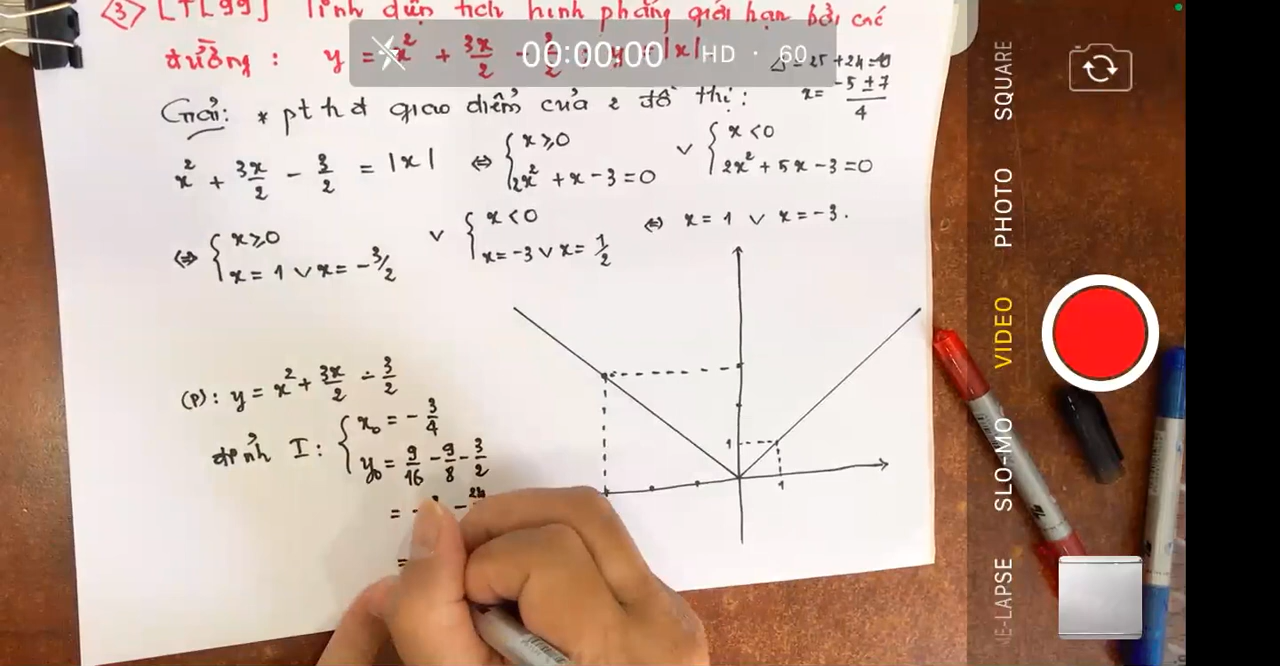 ③ [TL99] Tính diện tích hình phẳng giới hạn bởi các
đường: y = x² + 3x/2 - 3/2 ; y = |x|
Δ = 25 + 24 = 49
x = (-5 ± 7)/4
Giải: * pt hđ giao điểm của 2 đồ thị:
x² + 3x/2 - 3/2 = |x| ⇔ { x ≥ 0 ; 2x² + x - 3 = 0 ∨ { x < 0 ; 2x² + 5x - 3 = 0
⇔ { x ≥ 0 ; x = 1 ∨ x = -3/2 ∨ { x < 0 ; x = -3 ∨ x = 1/2 ⇔ x = 1 ∨ x = -3.
(P): y = x² + 3x/2 - 3/2
đỉnh I: { x₀ = -3/4
y₀ = 9/16 - 9/8 - 3/2
= - 24
=
1
1
00:00:00 HD · 60
SQUARE
PHOTO
VIDEO
SLO-MO
E-LAPSE